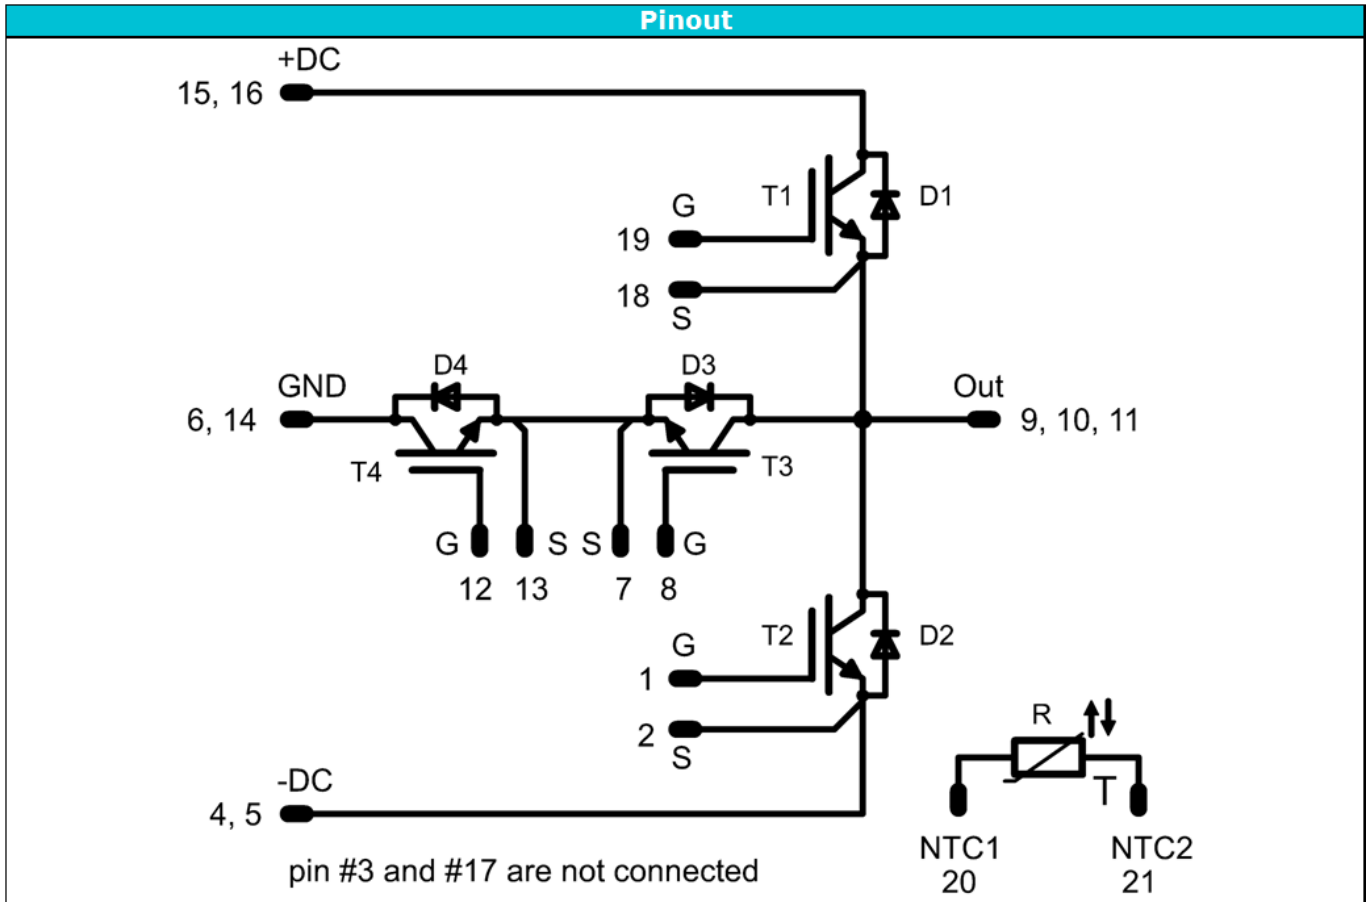 Pinout
+DC
15, 16
T1
D1
G
19
18
S
D4
D3
GND
Out
6, 14
9, 10, 11
T4
T3
G
S
S
G
12
13
7
8
T2
D2
G
1
2
S
R
-DC
4, 5
T
NTC1
NTC2
pin #3 and #17 are not connected
20
21